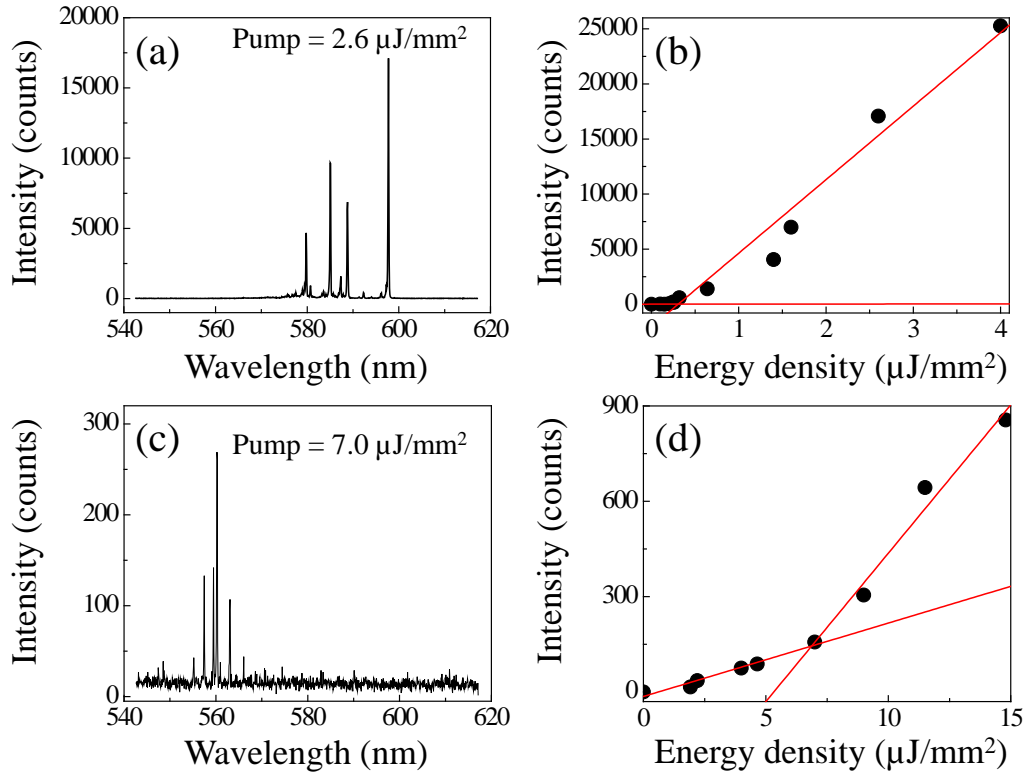 (a)
Pump = 2.6 µJ/mm²
Intensity (counts)
20000
15000
10000
5000
0
540 560 580 600 620
Wavelength (nm)
(b)
Intensity (counts)
25000
20000
15000
10000
5000
0
0 1 2 3 4
Energy density (µJ/mm²)
(c)
Pump = 7.0 µJ/mm²
Intensity (counts)
300
200
100
0
540 560 580 600 620
Wavelength (nm)
(d)
Intensity (counts)
900
600
300
0
0 5 10 15
Energy density (µJ/mm²)